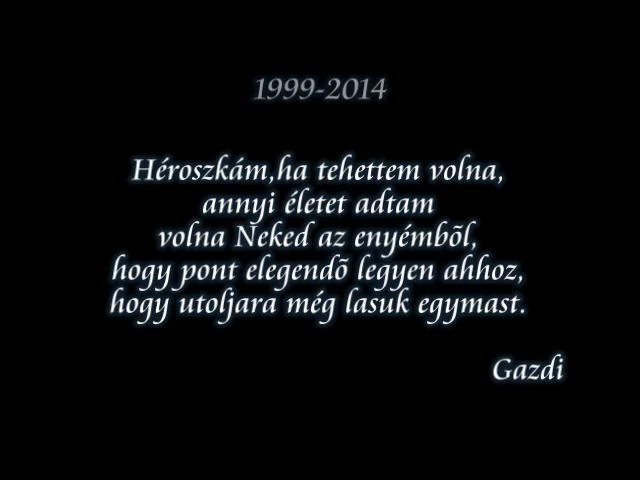 1999-2014
Héroszkám,ha tehettem volna,
annyi életet adtam
volna Neked az enyémbõl,
hogy pont elegendõ legyen ahhoz,
hogy utoljara még lasuk egymast.
Gazdi